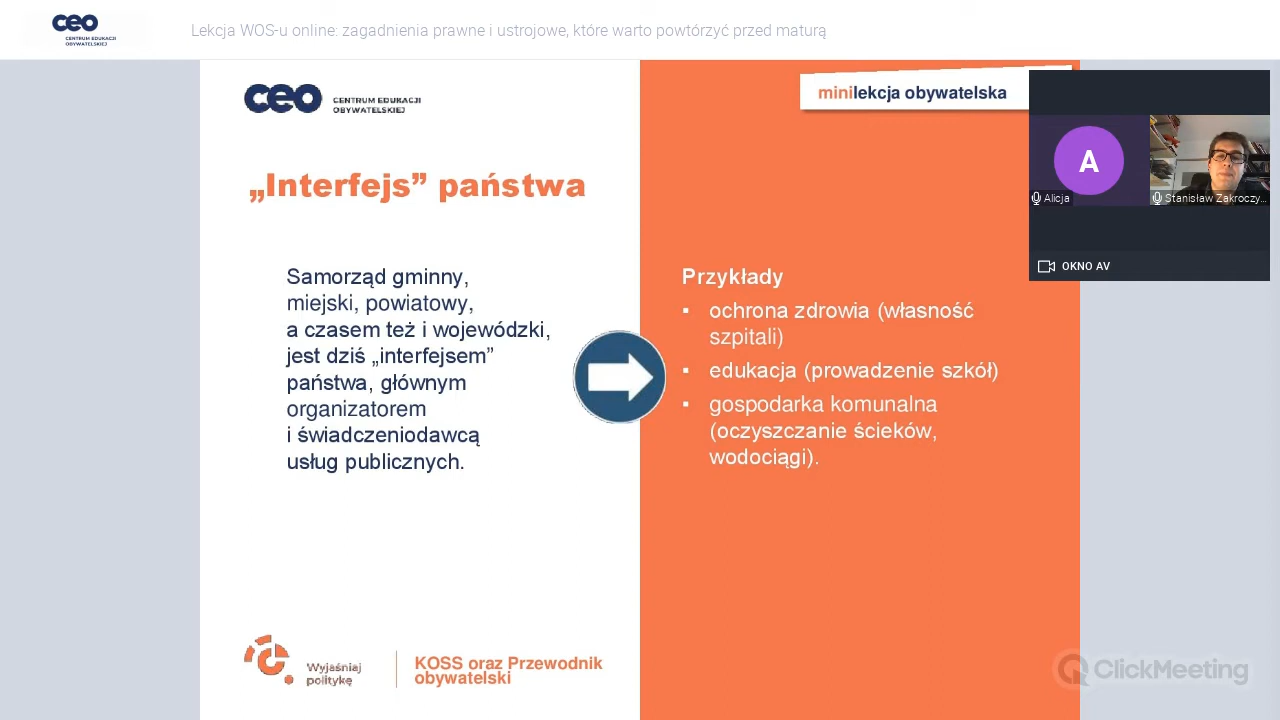 ceo
CENTRUM EDUKACJI
OBYWATELSKIEJ
Lekcja WOS-u online: zagadnienia prawne i ustrojowe, które warto powtórzyć przed maturą
ceo
CENTRUM EDUKACJI
OBYWATELSKIEJ
minilekcja obywatelska
„Interfejs” państwa
Samorząd gminny,
miejski, powiatowy,
a czasem też i wojewódzki,
jest dziś „interfejsem”
państwa, głównym
organizatorem
i świadczeniodawcą
usług publicznych.
Przykłady
▪ ochrona zdrowia (własność
szpitali)
▪ edukacja (prowadzenie szkół)
▪ gospodarka komunalna
(oczyszczanie ścieków,
wodociągi).
A
Alicja
Stanisław Zakroczy...
OKNO AV
Wyjaśniaj
politykę
KOSS oraz Przewodnik
obywatelski
ClickMeeting